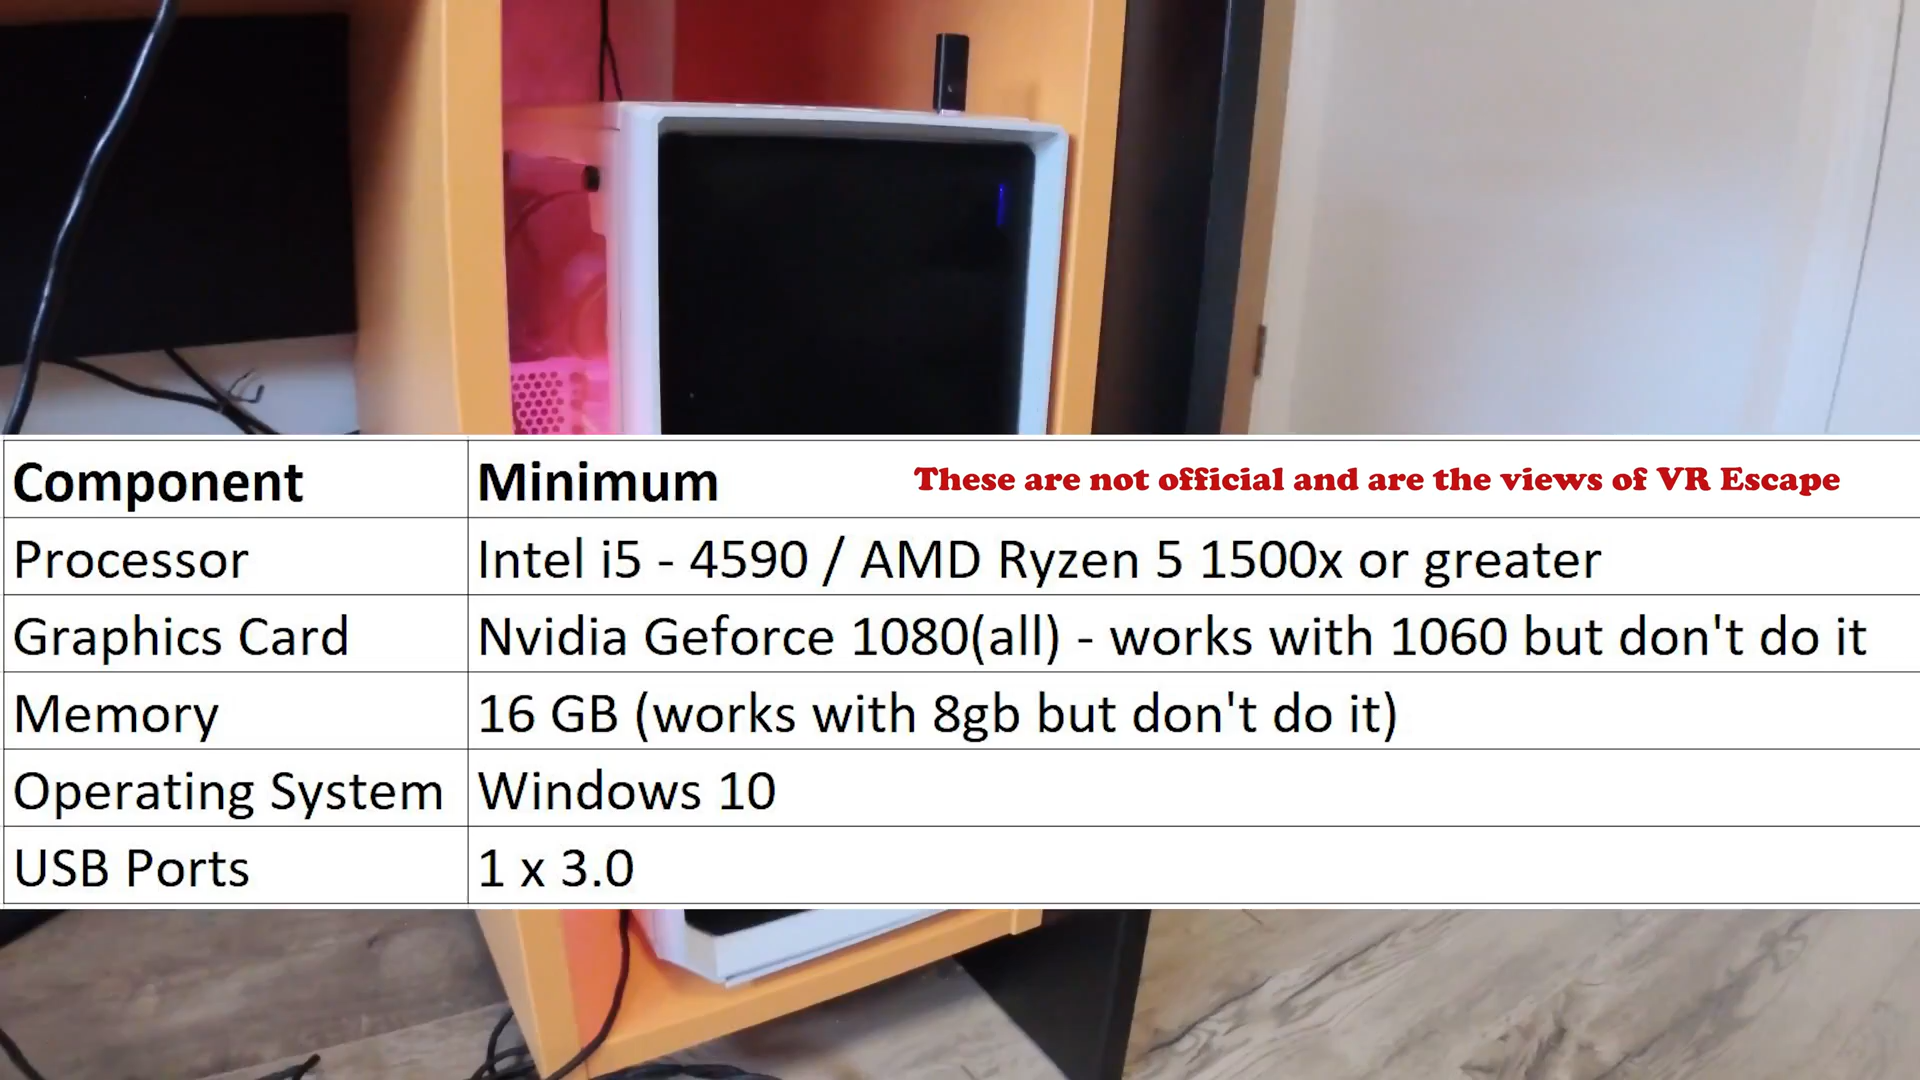 Component Minimum These are not official and are the views of VR Escape
Processor Intel i5 - 4590 / AMD Ryzen 5 1500x or greater
Graphics Card Nvidia Geforce 1080(all) - works with 1060 but don't do it
Memory 16 GB (works with 8gb but don't do it)
Operating System Windows 10
USB Ports 1 x 3.0